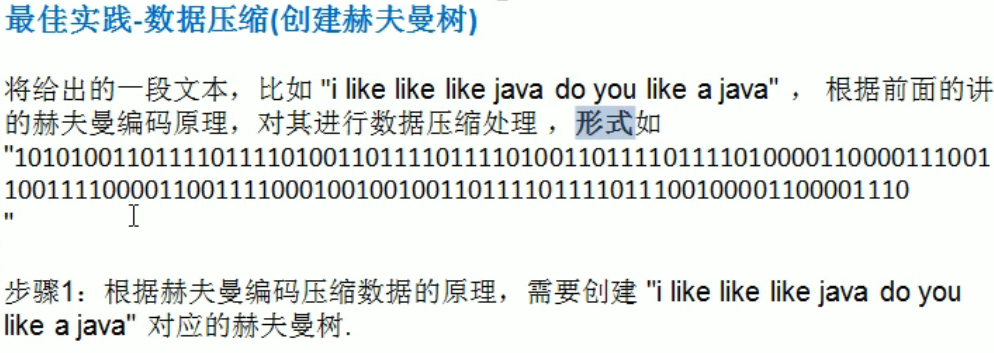 最佳实践-数据压缩(创建赫夫曼树)
将给出的一段文本，比如 "i like like like java do you like a java" ， 根据前面的讲
的赫夫曼编码原理，对其进行数据压缩处理 ，形式如
"1010100110111101111010011011110111101001101111011110100001100001110011
1001111000011001111000100100100110111101111011100100001100001110
"
步骤1：根据赫夫曼编码压缩数据的原理，需要创建 "i like like like java do you
like a java" 对应的赫夫曼树.